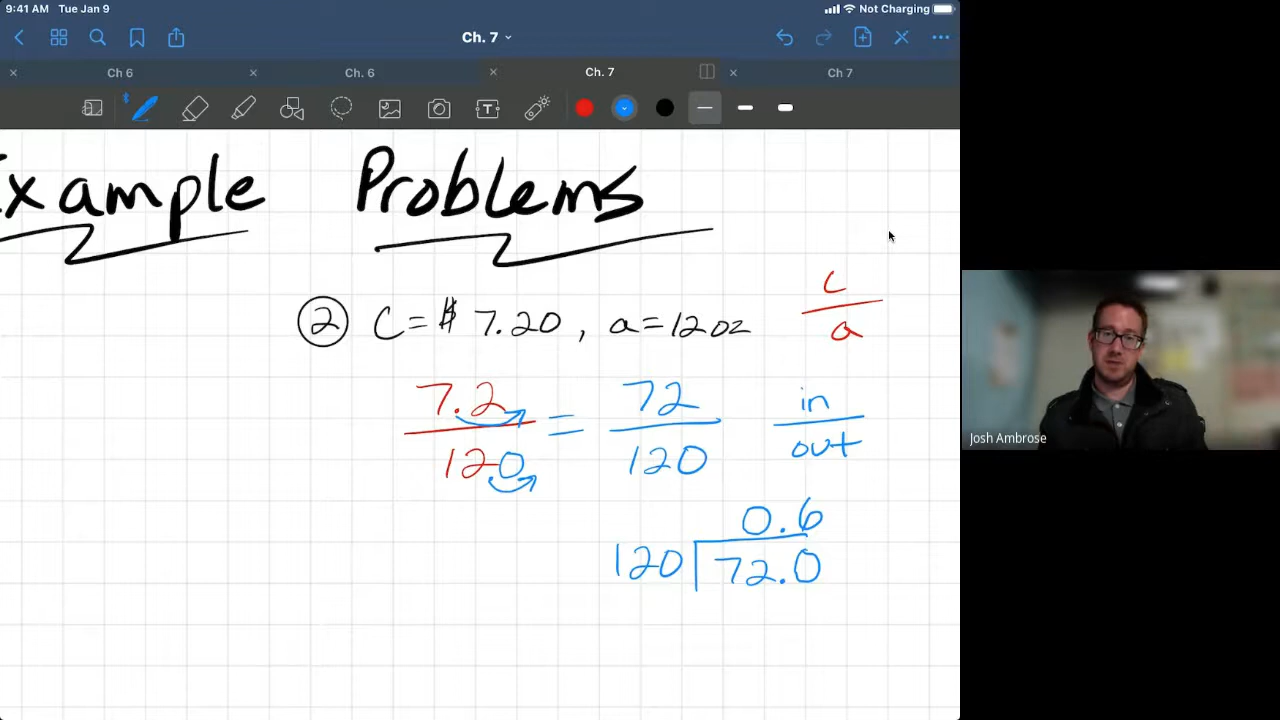 9:41 AM Tue Jan 9
Not Charging
Ch. 7
Ch 6
Ch. 6
Ch. 7
Ch 7
T
Example Problems
2 C = $ 7.20 , a = 12oz
c
a
7.2
120
=
72
120
in
out
0.6
120 72.0
Josh Ambrose